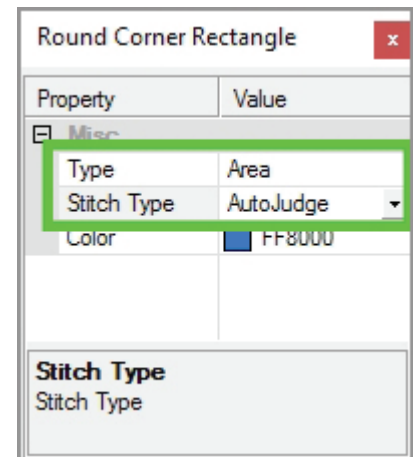 Round Corner Rectangle x
Property Value
Misc
Type Area
Stitch Type AutoJudge
Color FF8000
Stitch Type
Stitch Type